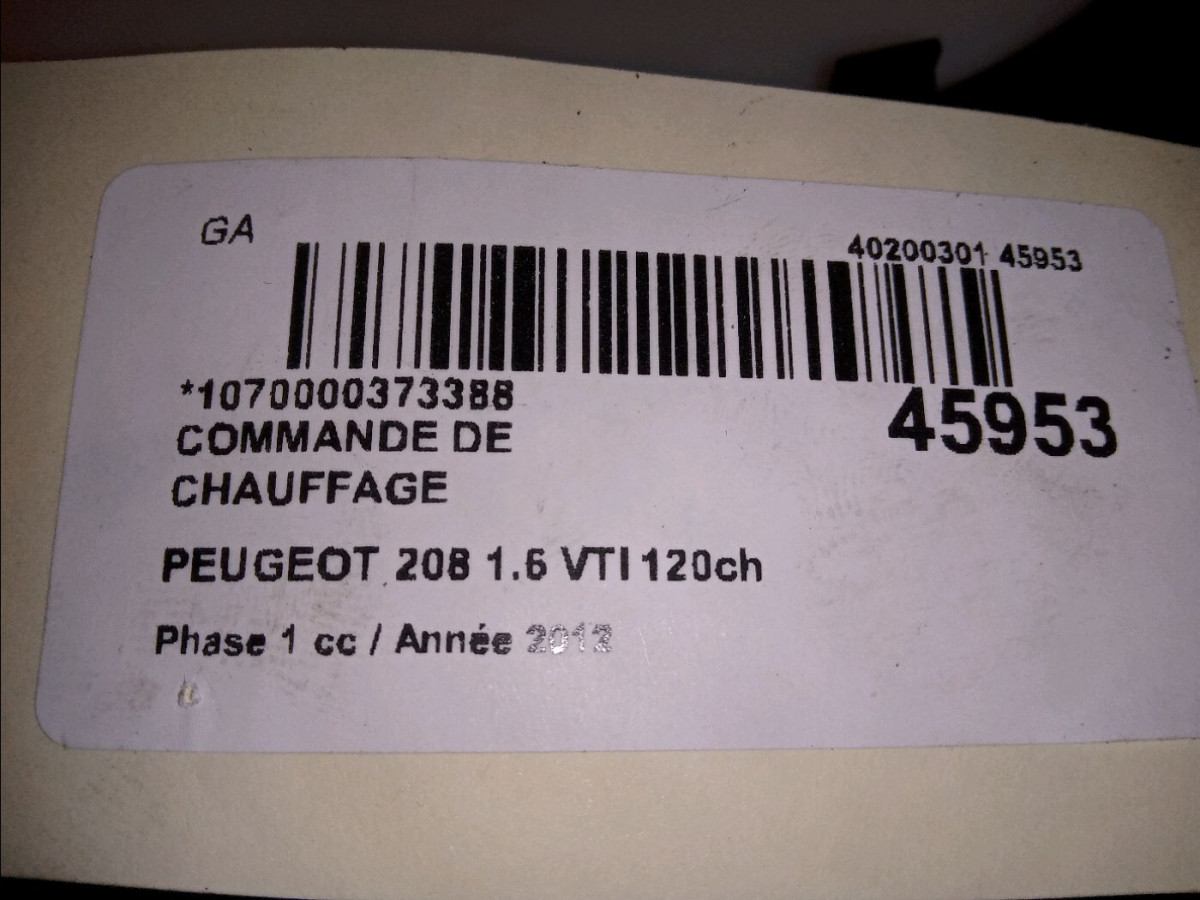 GA
40200301 45953
*1070000373388
45953
COMMANDE DE
CHAUFFAGE
PEUGEOT 208 1.6 VTI 120ch
Phase 1 cc / Année 2012